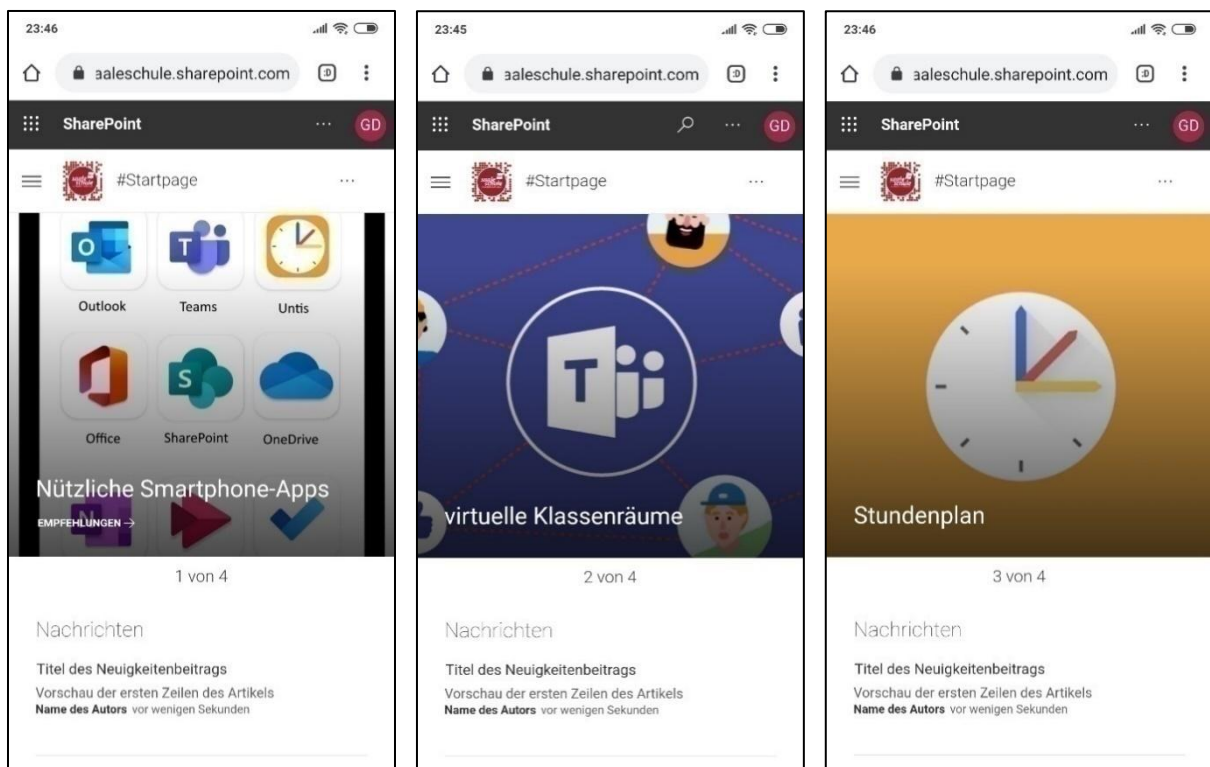 23:46
aaleschule.sharepoint.com
SharePoint
GD
#Startpage
Outlook
Teams
Untis
Office
SharePoint
OneDrive
Nützliche Smartphone-Apps
EMPFEHLUNGEN →
1 von 4
Nachrichten
Titel des Neuigkeitenbeitrags
Vorschau der ersten Zeilen des Artikels
Name des Autors vor wenigen Sekunden
23:45
aaleschule.sharepoint.com
SharePoint
GD
#Startpage
virtuelle Klassenräume
2 von 4
Nachrichten
Titel des Neuigkeitenbeitrags
Vorschau der ersten Zeilen des Artikels
Name des Autors vor wenigen Sekunden
23:46
aaleschule.sharepoint.com
SharePoint
GD
#Startpage
Stundenplan
3 von 4
Nachrichten
Titel des Neuigkeitenbeitrags
Vorschau der ersten Zeilen des Artikels
Name des Autors vor wenigen Sekunden